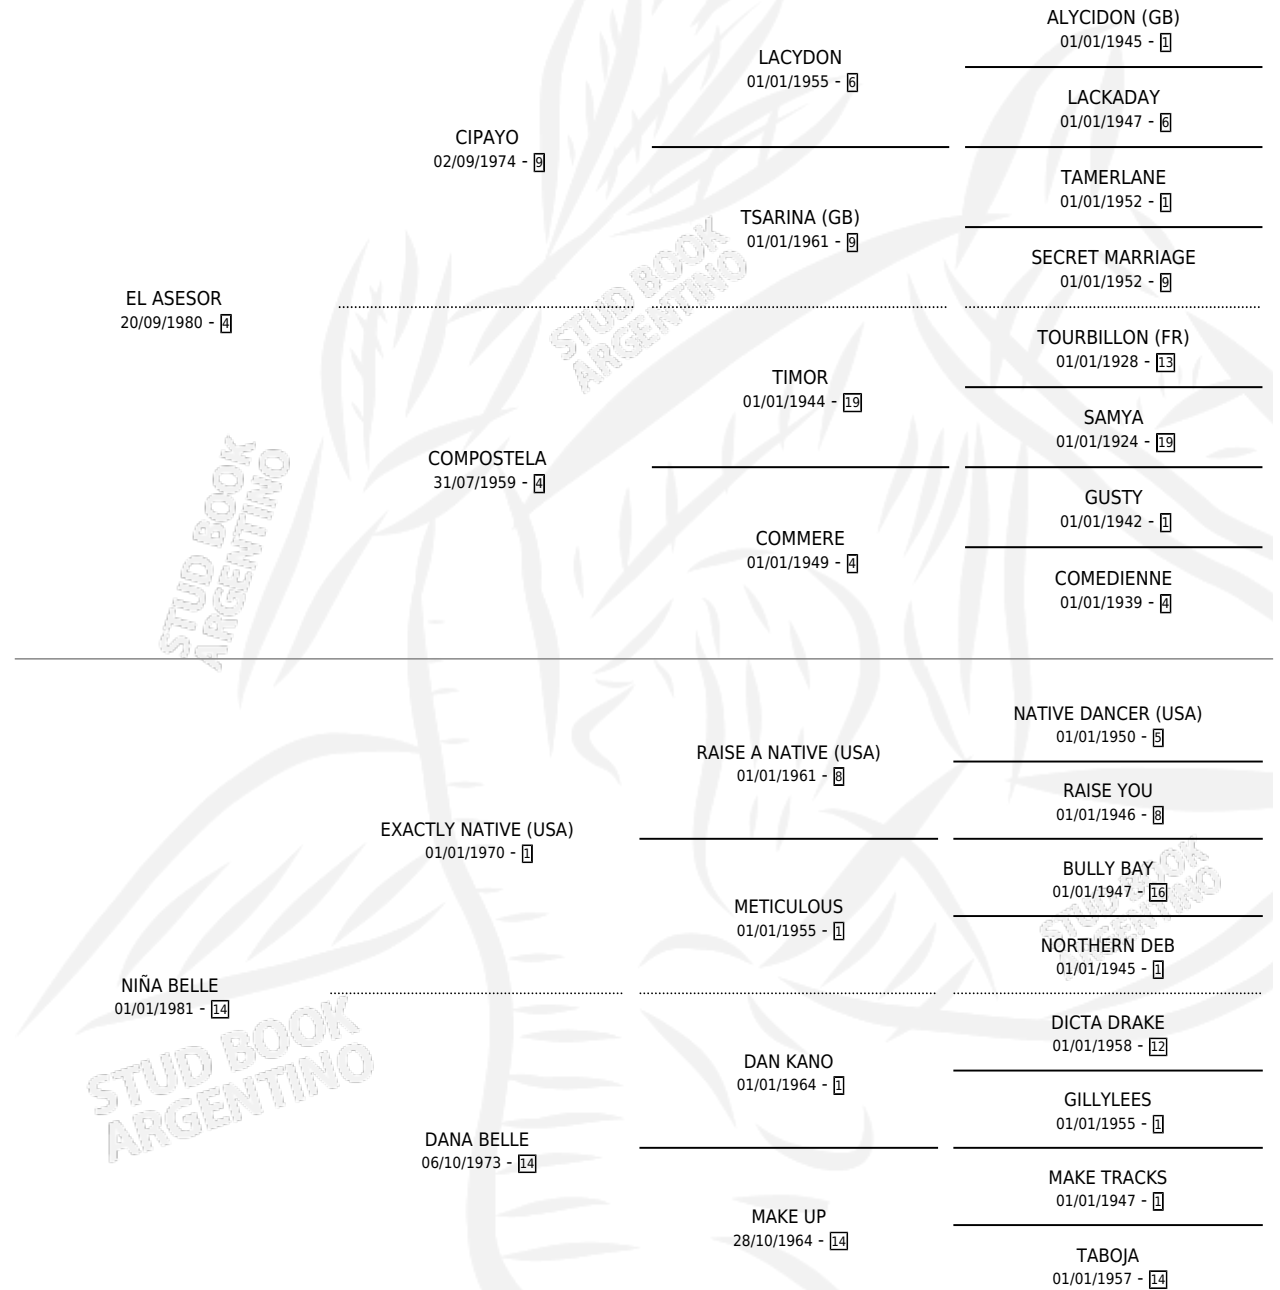 ALYCIDON (GB)
01/01/1945 - 1
LACYDON
01/01/1955 - 6
LACKADAY
01/01/1947 - 6
CIPAYO
02/09/1974 - 9
TAMERLANE
01/01/1952 - 1
TSARINA (GB)
01/01/1961 - 9
SECRET MARRIAGE
01/01/1952 - 9
EL ASESOR
20/09/1980 - 4
STUD BOOK
ARGENTINO
TOURBILLON (FR)
01/01/1928 - 13
TIMOR
01/01/1944 - 19
SAMYA
01/01/1924 - 19
COMPOSTELA
31/07/1959 - 4
GUSTY
01/01/1942 - 1
COMMERE
01/01/1949 - 4
COMEDIENNE
01/01/1939 - 4
STUD BOOK
ARGENTINO
NATIVE DANCER (USA)
01/01/1950 - 5
RAISE A NATIVE (USA)
01/01/1961 - 8
RAISE YOU
01/01/1946 - 8
EXACTLY NATIVE (USA)
01/01/1970 - 1
BULLY BAY
01/01/1947 - 16
METICULOUS
01/01/1955 - 1
STUD BOOK
ARGENTINO
NORTHERN DEB
01/01/1945 - 1
NIÑA BELLE
01/01/1981 - 14
STUD BOOK
ARGENTINO
DICTA DRAKE
01/01/1958 - 12
DAN KANO
01/01/1964 - 1
GILLYLEES
01/01/1955 - 1
DANA BELLE
06/10/1973 - 14
MAKE TRACKS
01/01/1947 - 1
MAKE UP
28/10/1964 - 14
TABOJA
01/01/1957 - 14